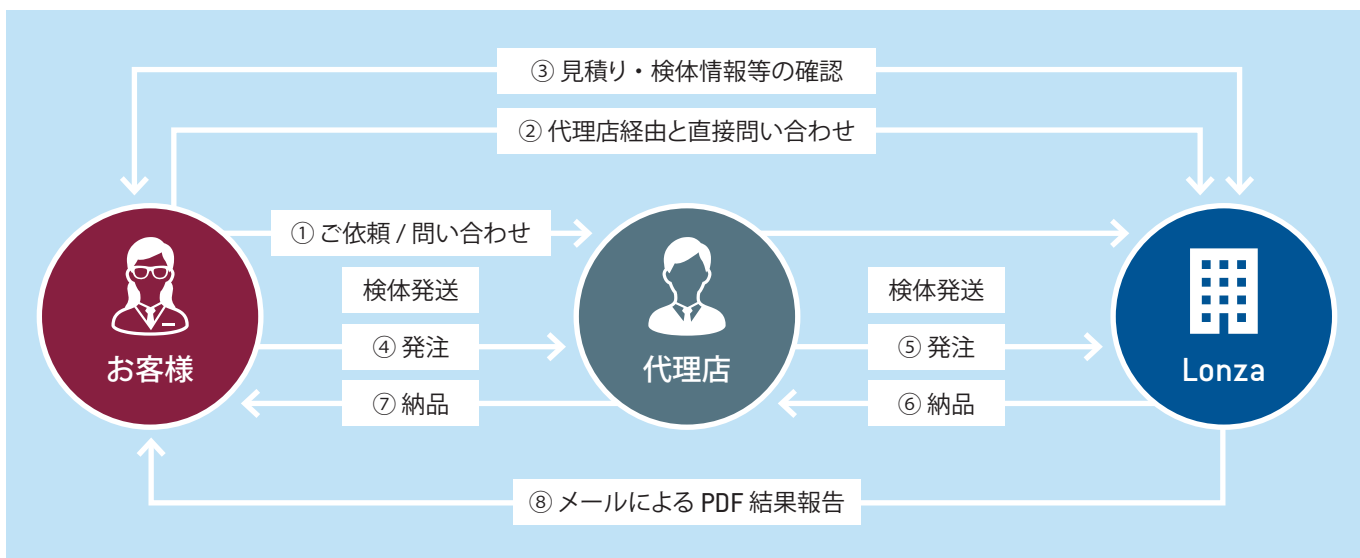 ③ 見積り・検体情報等の確認
② 代理店経由と直接問い合わせ
① ご依頼 / 問い合わせ
検体発送
検体発送
④ 発注
⑤ 発注
お客様
代理店
Lonza
⑦ 納品
⑥ 納品
⑧ メールによる PDF 結果報告